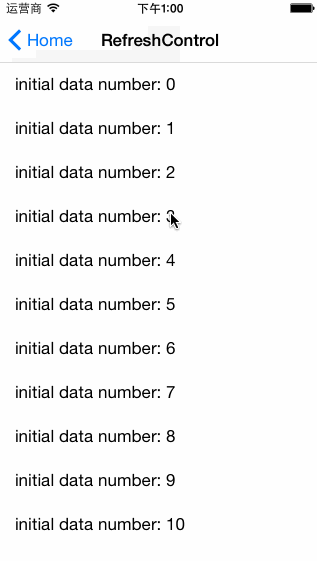 运营商 下午1:00
Home RefreshControl
initial data number: 0
initial data number: 1
initial data number: 2
initial data number: 3
initial data number: 4
initial data number: 5
initial data number: 6
initial data number: 7
initial data number: 8
initial data number: 9
initial data number: 10